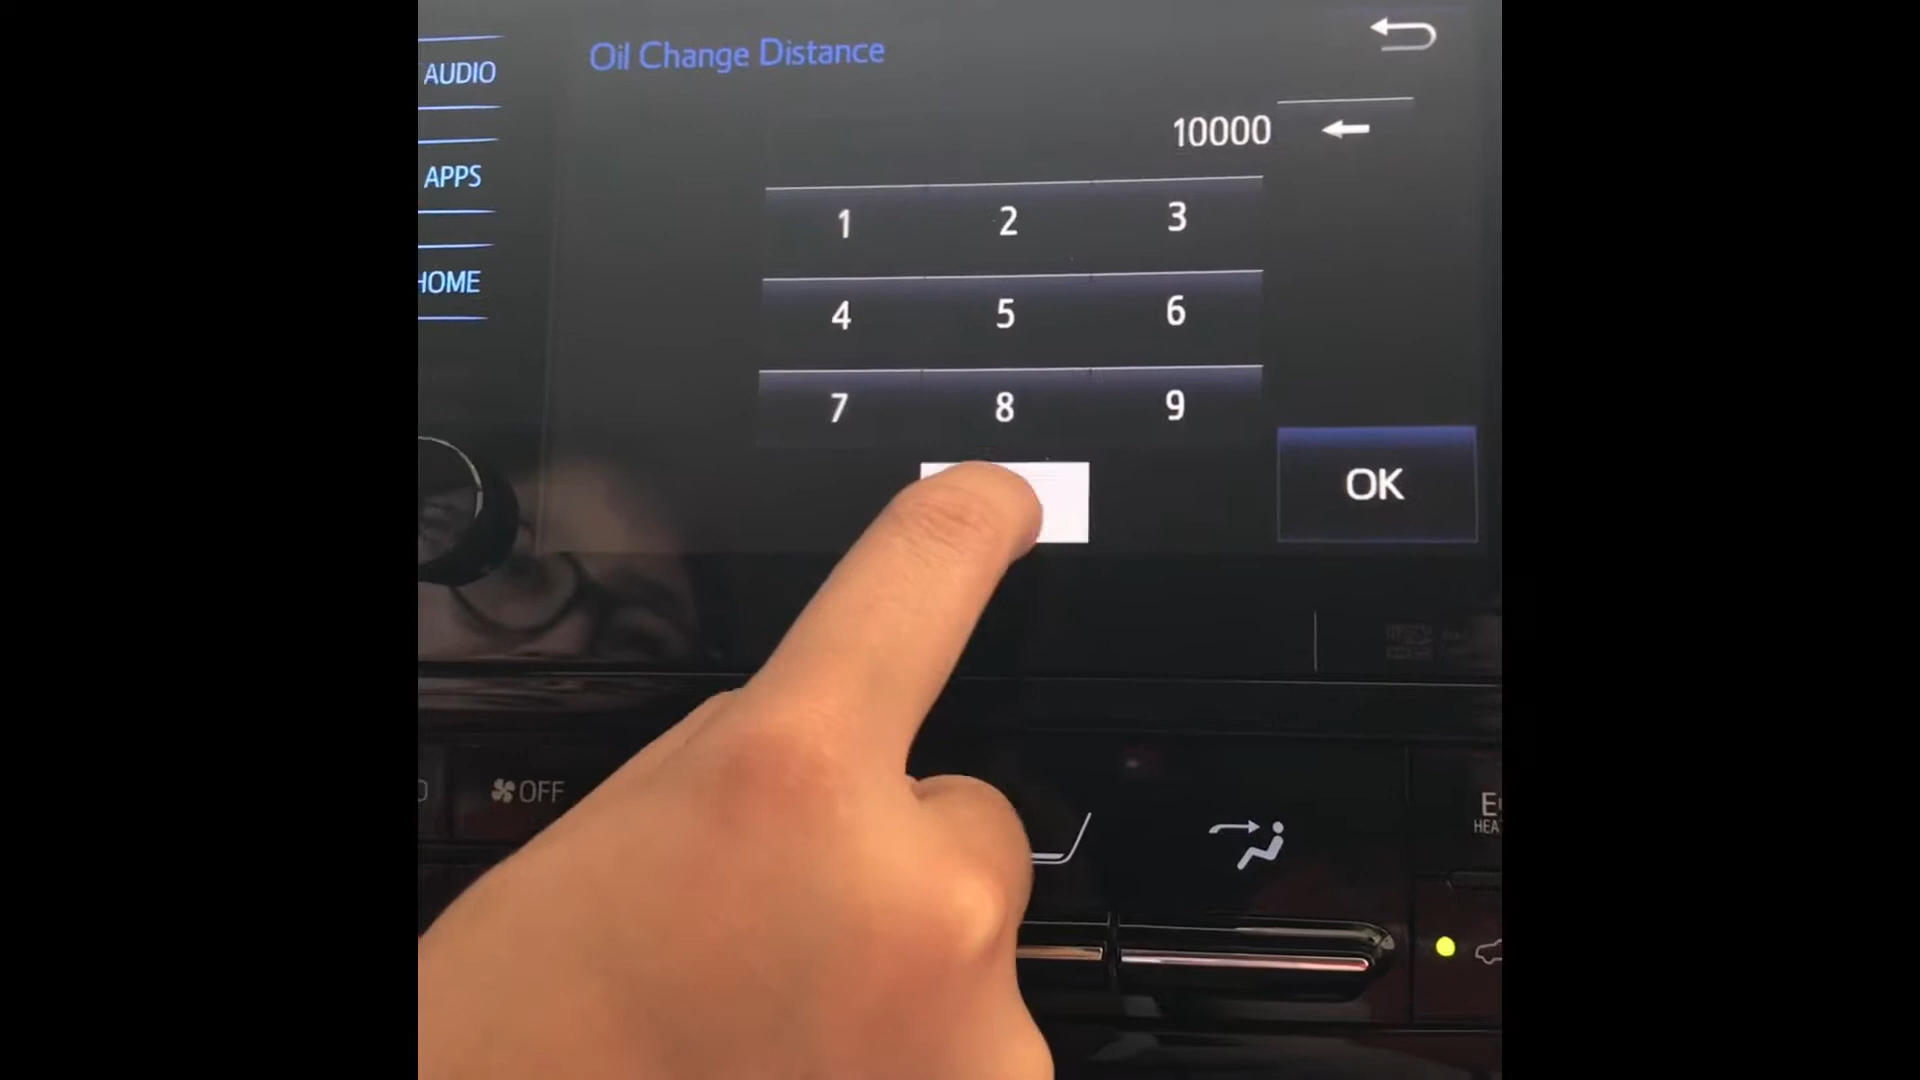 Oil Change Distance
AUDIO
10000
APPS
1 2 3
HOME
4 5 6
7 8 9
OK
OFF